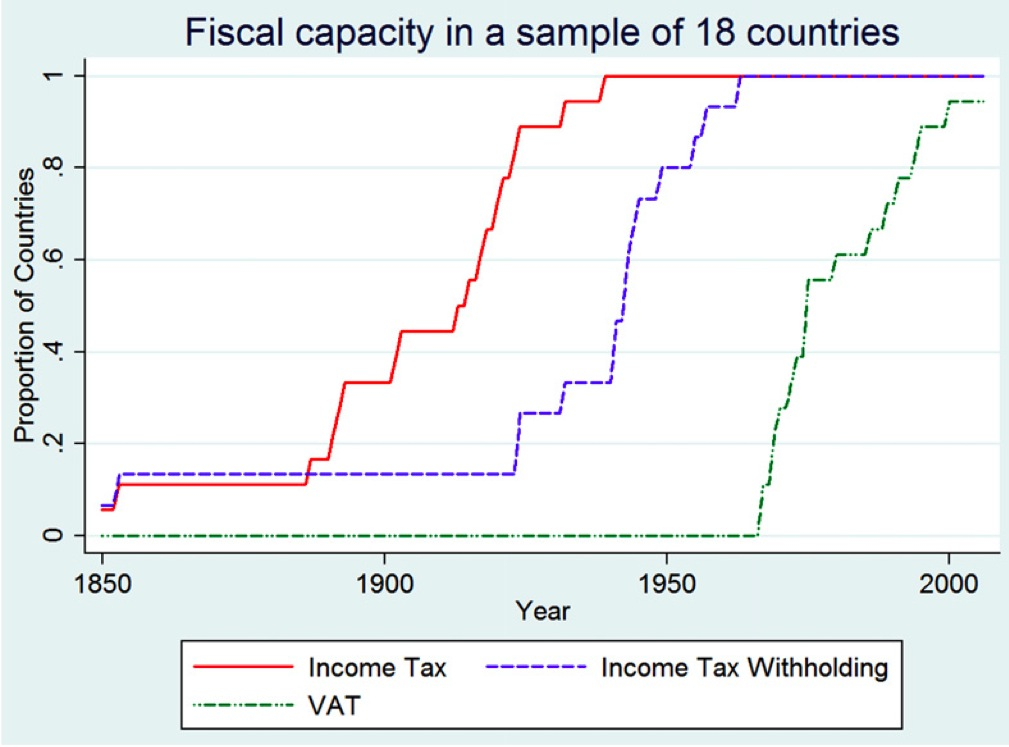 Fiscal capacity in a sample of 18 countries
Proportion of Countries
1
.8
.6
.4
.2
0
1850 1900 1950 2000
Year
Income Tax Income Tax Withholding
VAT